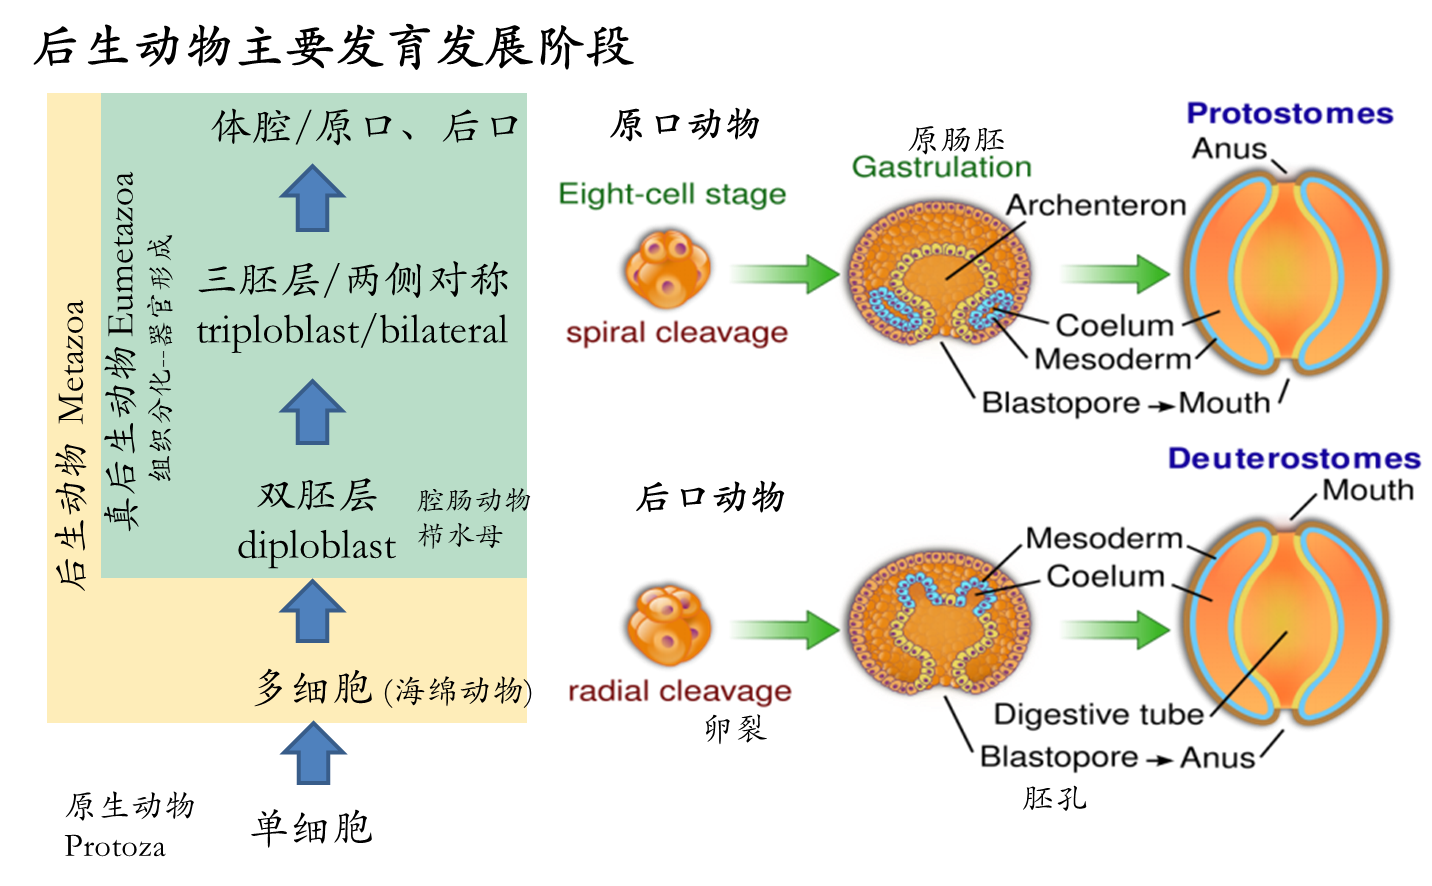 后生动物主要发育发展阶段
体腔/原口、后口
三胚层/两侧对称
triploblast/bilateral
双胚层
diploblast
腔肠动物
栉水母
多细胞 (海绵动物)
单细胞
后生动物 Metazoa
真后生动物 Eumetazoa
组织分化--器官形成
原生动物
Protoza
原口动物
Eight-cell stage
spiral cleavage
原肠胚
Gastrulation
Archenteron
Coelum
Mesoderm
Blastopore → Mouth
Protostomes
Anus
后口动物
radial cleavage
卵裂
Deuterostomes
Mouth
Mesoderm
Coelum
Digestive tube
Blastopore → Anus
胚孔